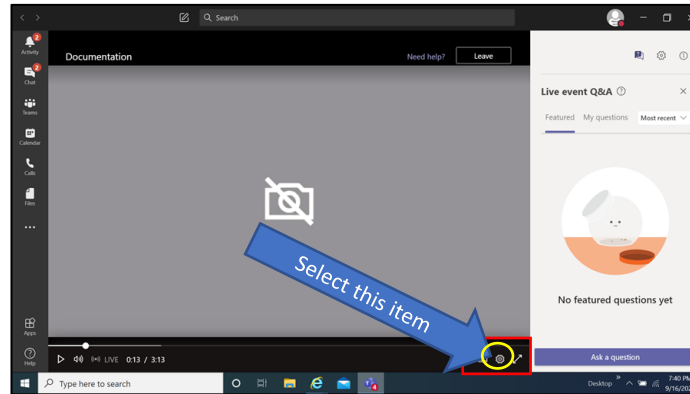 Search
2
Activity
2
Chat
Teams
Calendar
Calls
Files
Apps
Help
Documentation
Need help?
Leave
Live event Q&A
Featured My questions Most recent
No featured questions yet
Ask a question
Select this item
LIVE 0:13 / 3:13
Type here to search
Desktop
7:40 PM